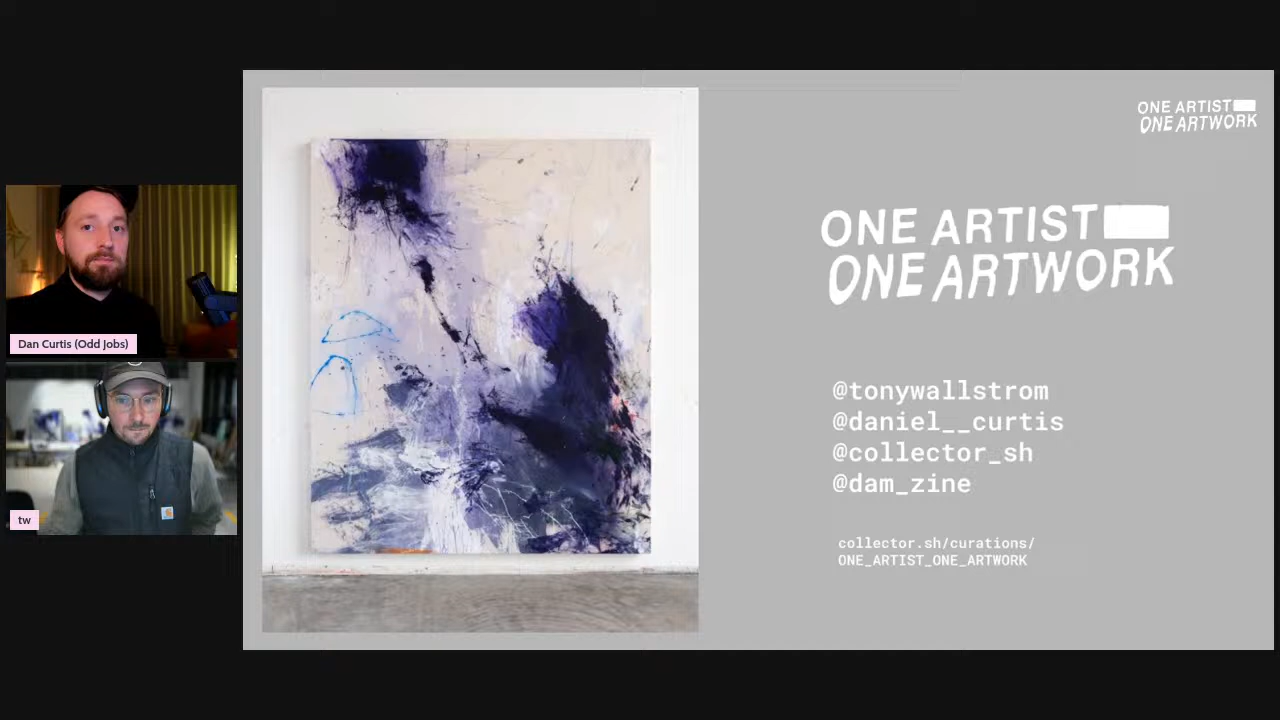 ONE ARTIST
ONE ARTWORK
ONE ARTIST
ONE ARTWORK
@tonywallstrom
@daniel__curtis
@collector_sh
@dam_zine
collector.sh/curations/
ONE_ARTIST_ONE_ARTWORK
Dan Curtis (Odd Jobs)
tw